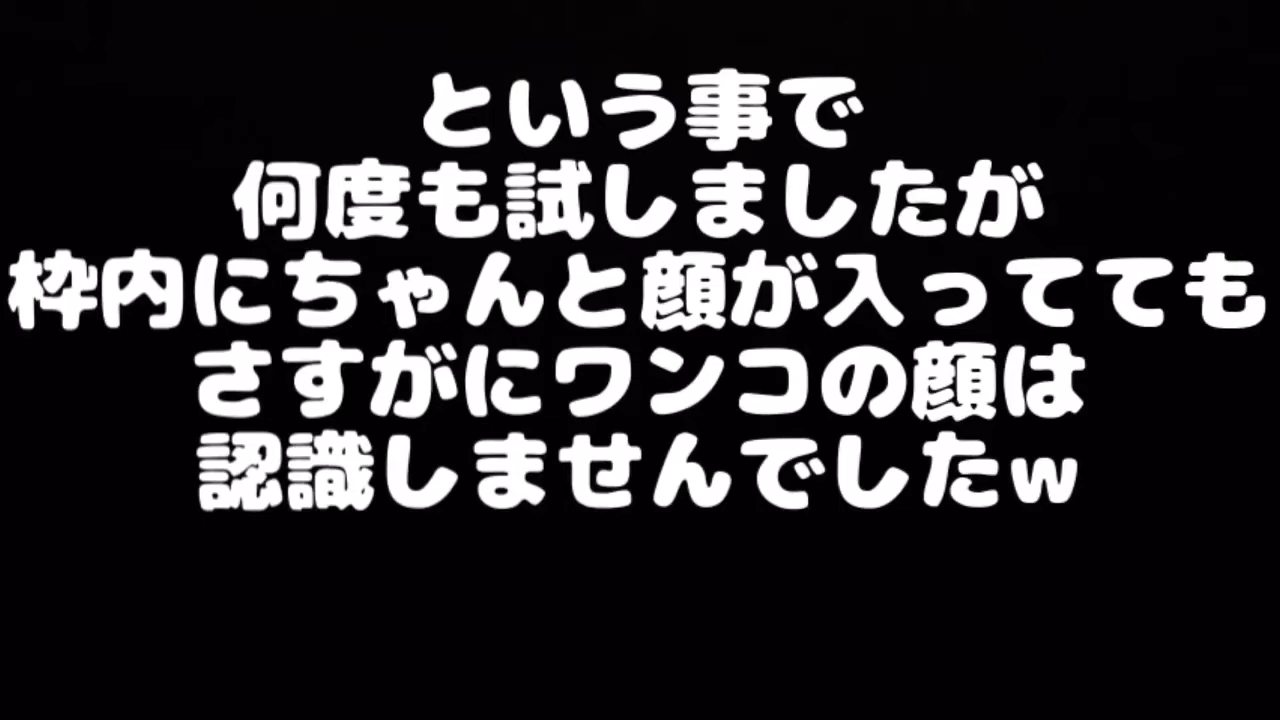 という事で
何度も試しましたが
枠内にちゃんと顔が入ってても
さすがにワンコの顔は
認識しませんでしたw